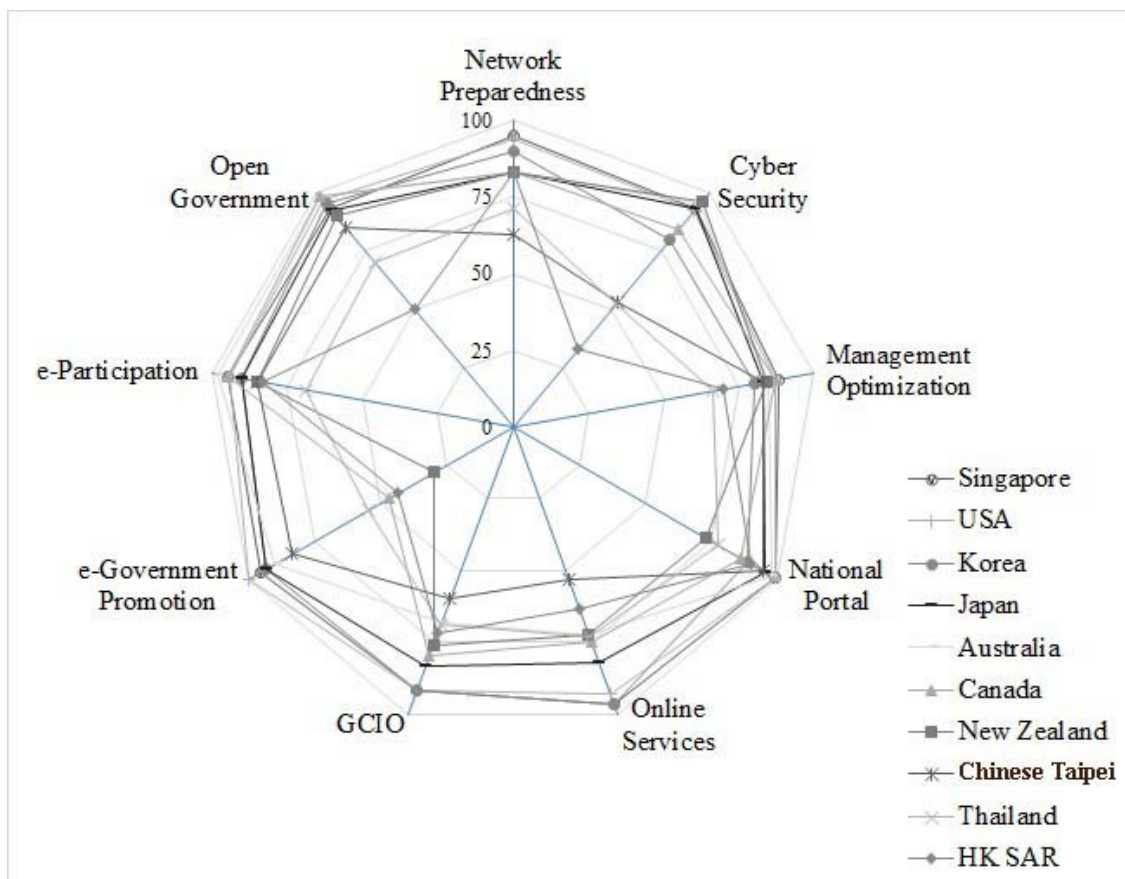 Network
Preparedness
100
Open
Government
Cyber
Security
75
50
e-Participation
25
Management
Optimization
0
e-Government
Promotion
National
Portal
GCIO
Online
Services
Singapore
USA
Korea
Japan
Australia
Canada
New Zealand
Chinese Taipei
Thailand
HK SAR